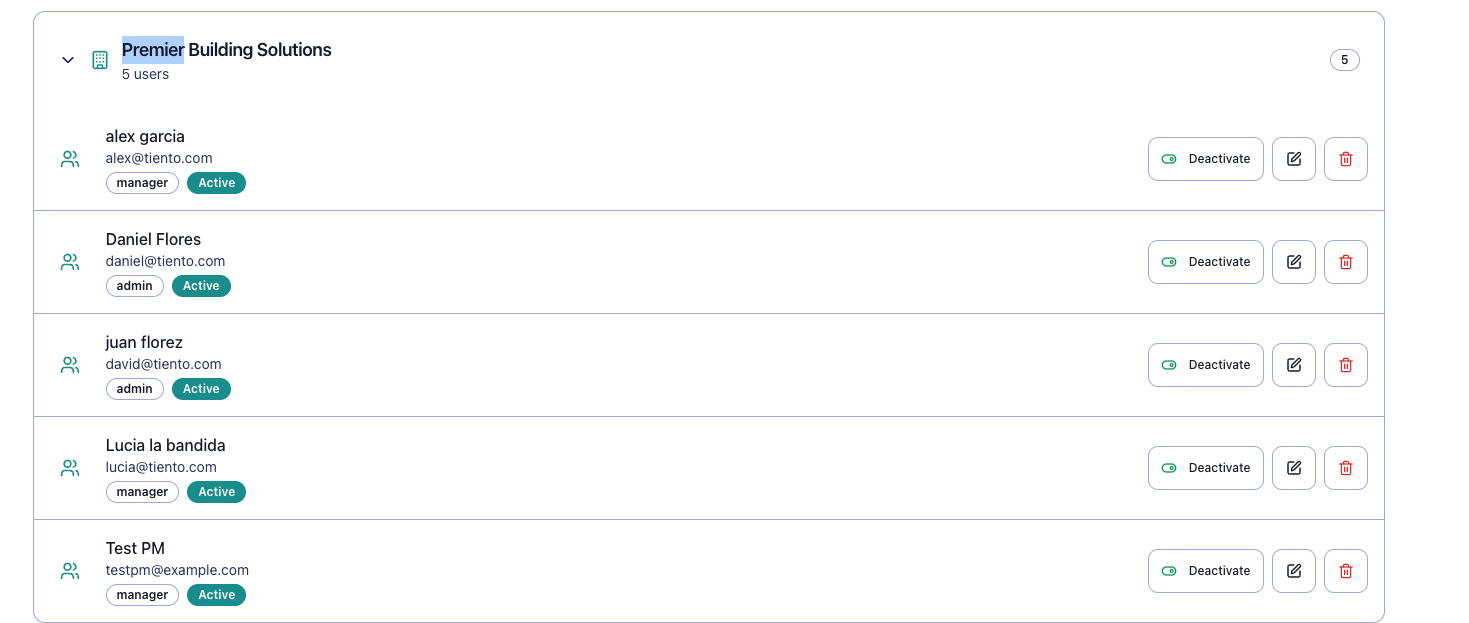 Premier Building Solutions
5 users
5
alex garcia
alex@tiento.com
manager Active
Deactivate
Daniel Flores
daniel@tiento.com
admin Active
Deactivate
juan florez
david@tiento.com
admin Active
Deactivate
Lucia la bandida
lucia@tiento.com
manager Active
Deactivate
Test PM
testpm@example.com
manager Active
Deactivate